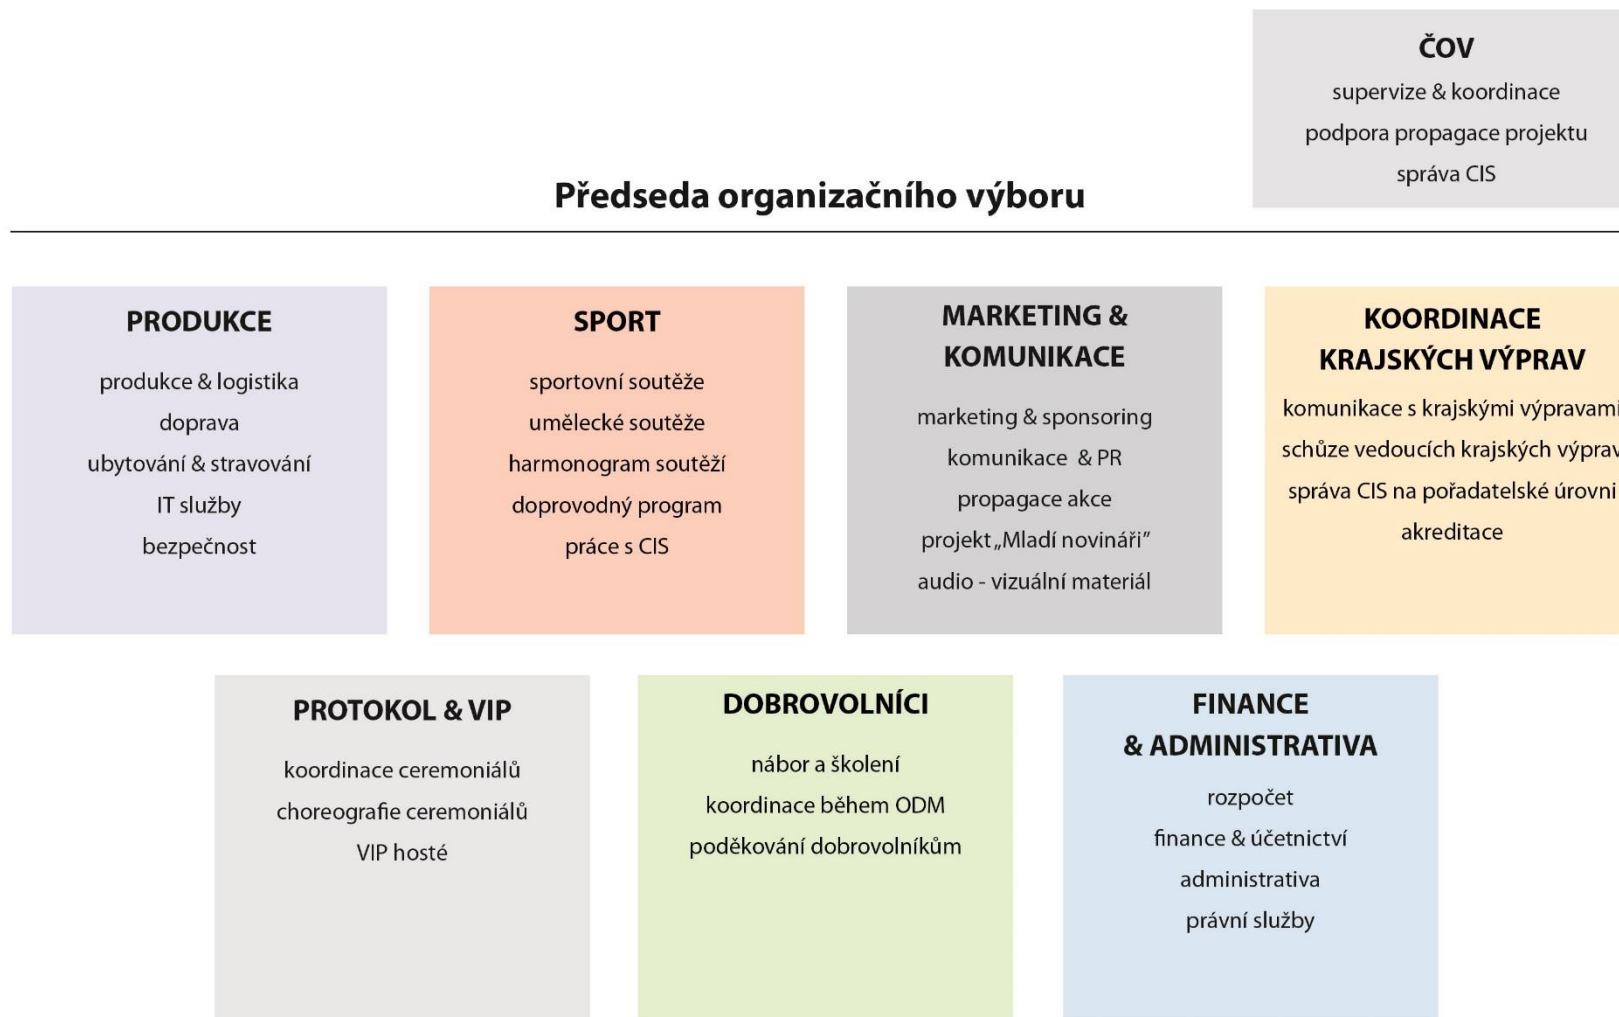 ČOV
supervize & koordinace
podpora propagace projektu
správa CIS
Předseda organizačního výboru
PRODUKCE
produkce & logistika
doprava
ubytování & stravování
IT služby
bezpečnost
SPORT
sportovní soutěže
umělecké soutěže
harmonogram soutěží
doprovodný program
práce s CIS
MARKETING &
KOMUNIKACE
marketing & sponsoring
komunikace & PR
propagace akce
projekt „Mladí novináři”
audio - vizuální materiál
KOORDINACE
KRAJSKÝCH VÝPRAV
komunikace s krajskými výpravami
schůze vedoucích krajských výprav
správa CIS na pořadatelské úrovni
akreditace
PROTOKOL & VIP
koordinace ceremoniálů
choreografie ceremoniálů
VIP hosté
DOBROVOLNÍCI
nábor a školení
koordinace během ODM
poděkování dobrovolníkům
FINANCE
& ADMINISTRATIVA
rozpočet
finance & účetnictví
administrativa
právní služby